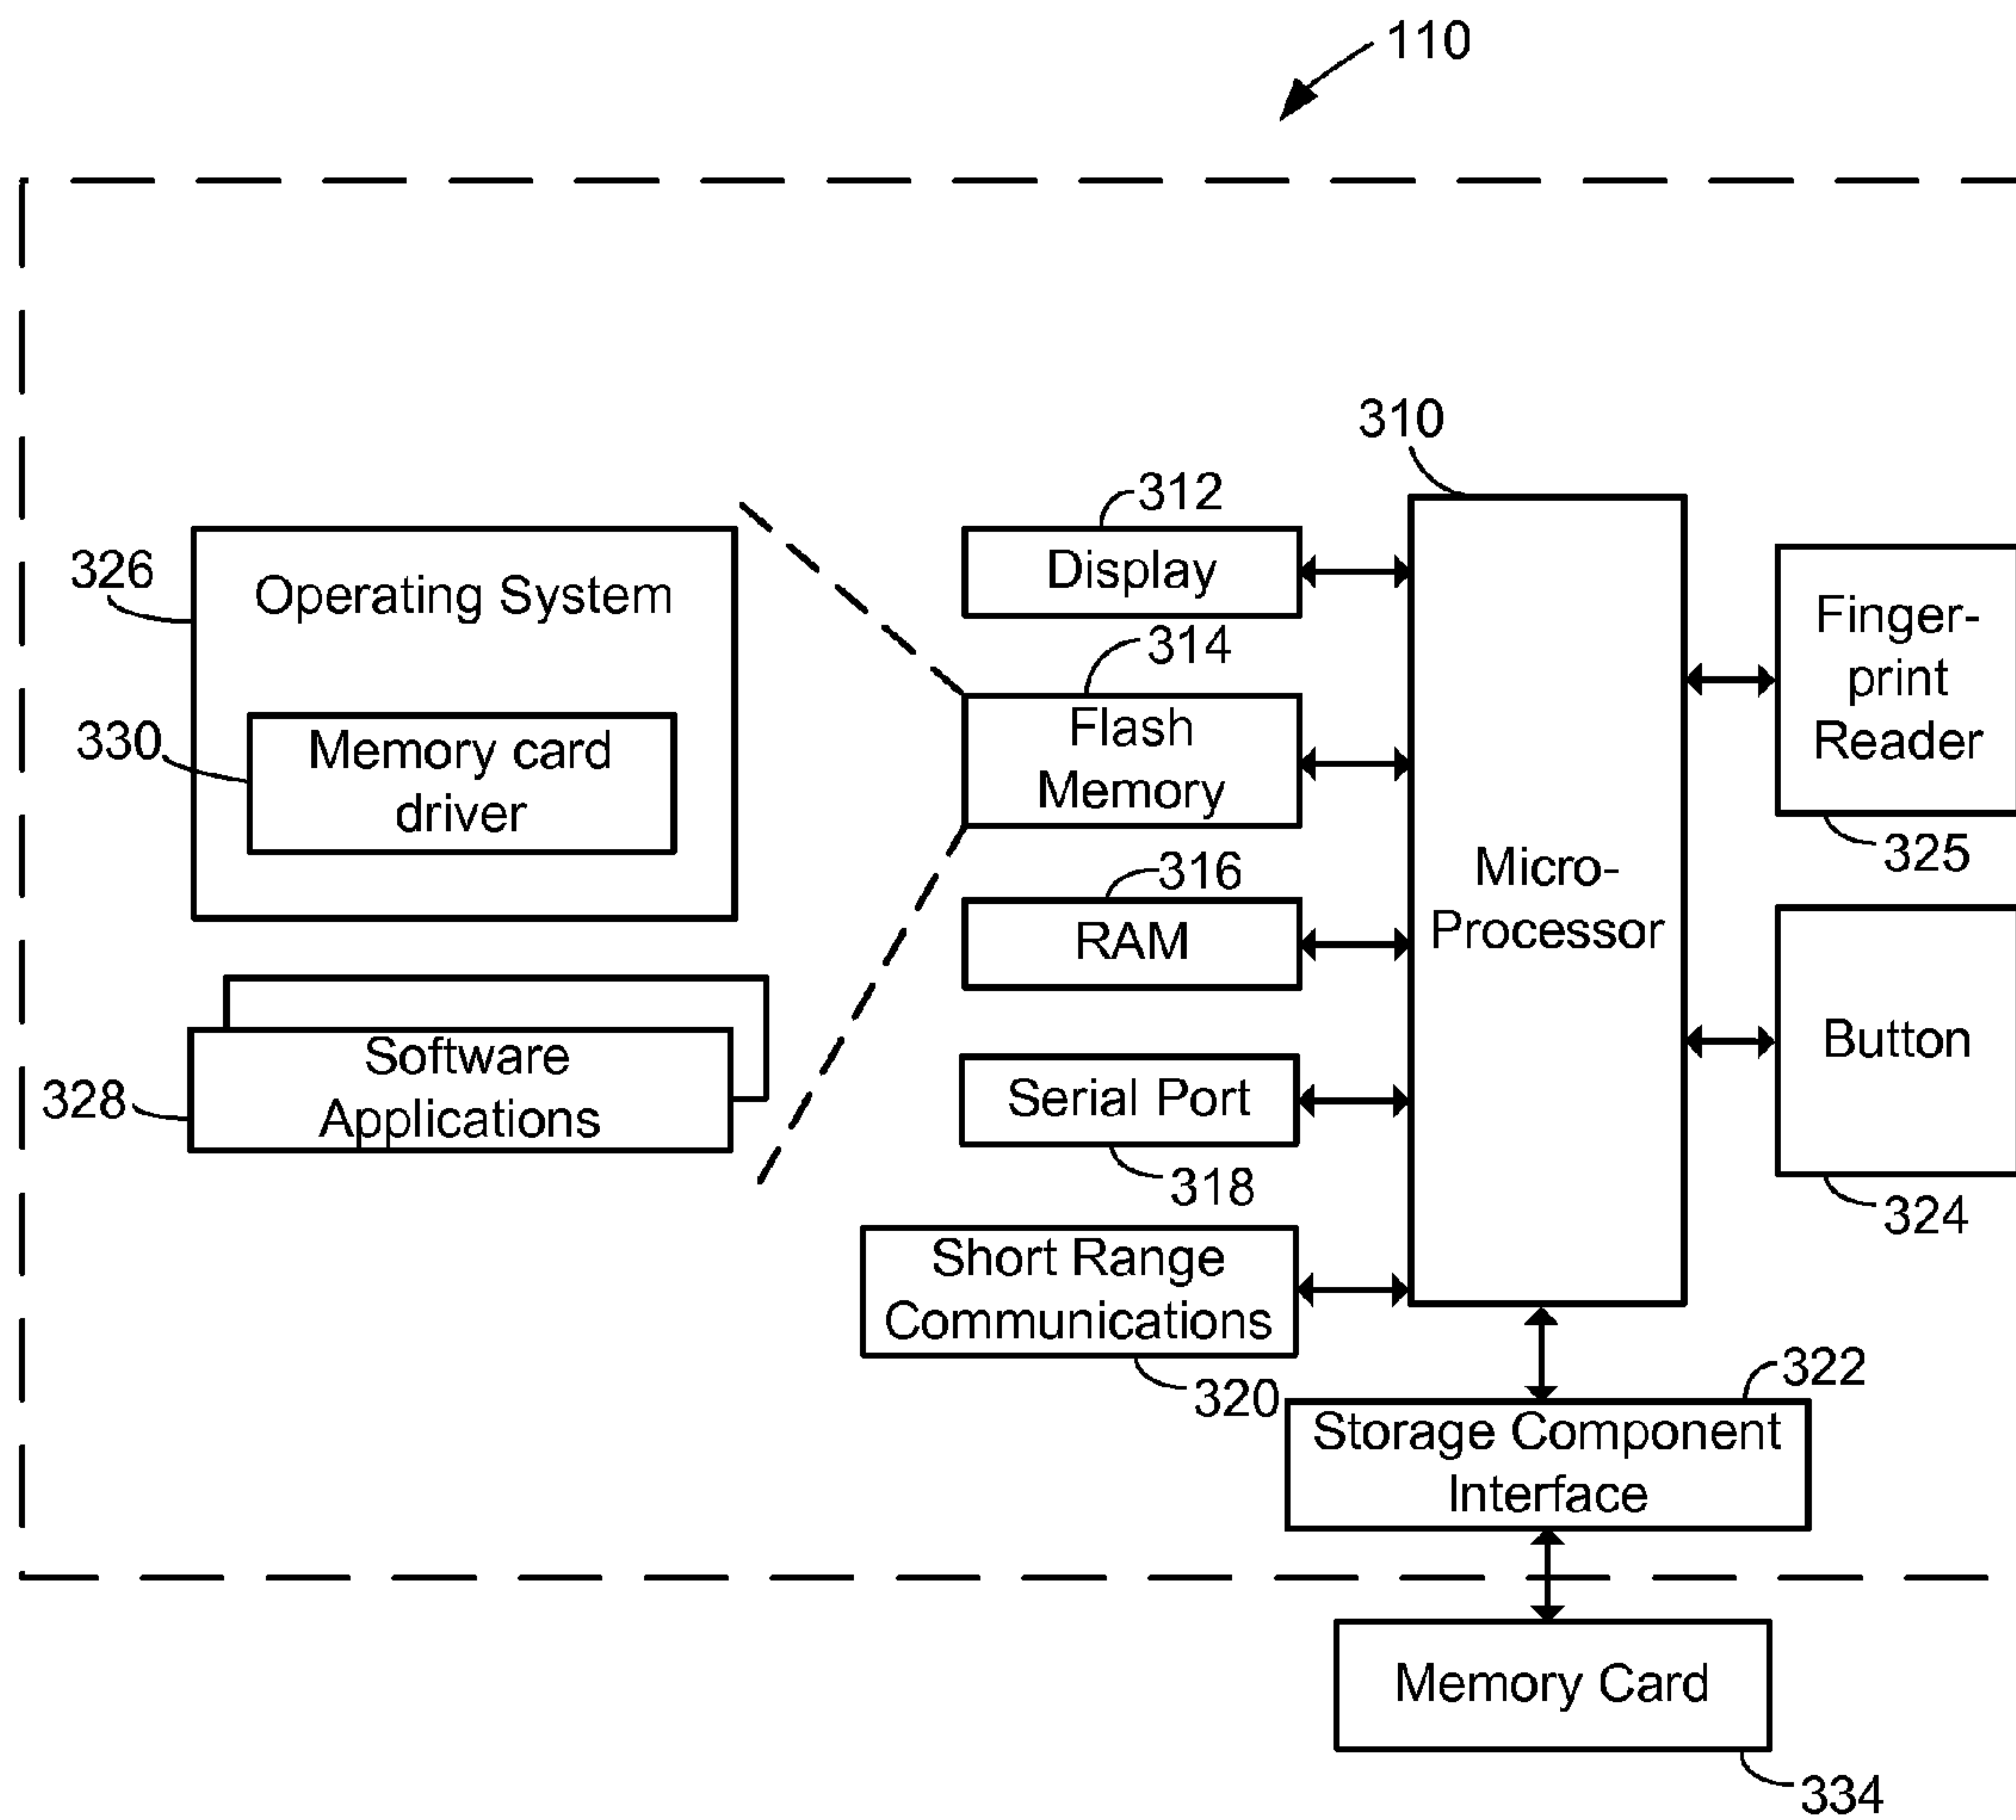 110
310
312
Display
326
Operating System
314
Finger-
print
Reader
Flash
Memory
330
Memory card
driver
325
316
Micro-
Processor
RAM
Button
Software
Applications
328
Serial Port
318
324
Short Range
Communications
320
322
Storage Component
Interface
Memory Card
334